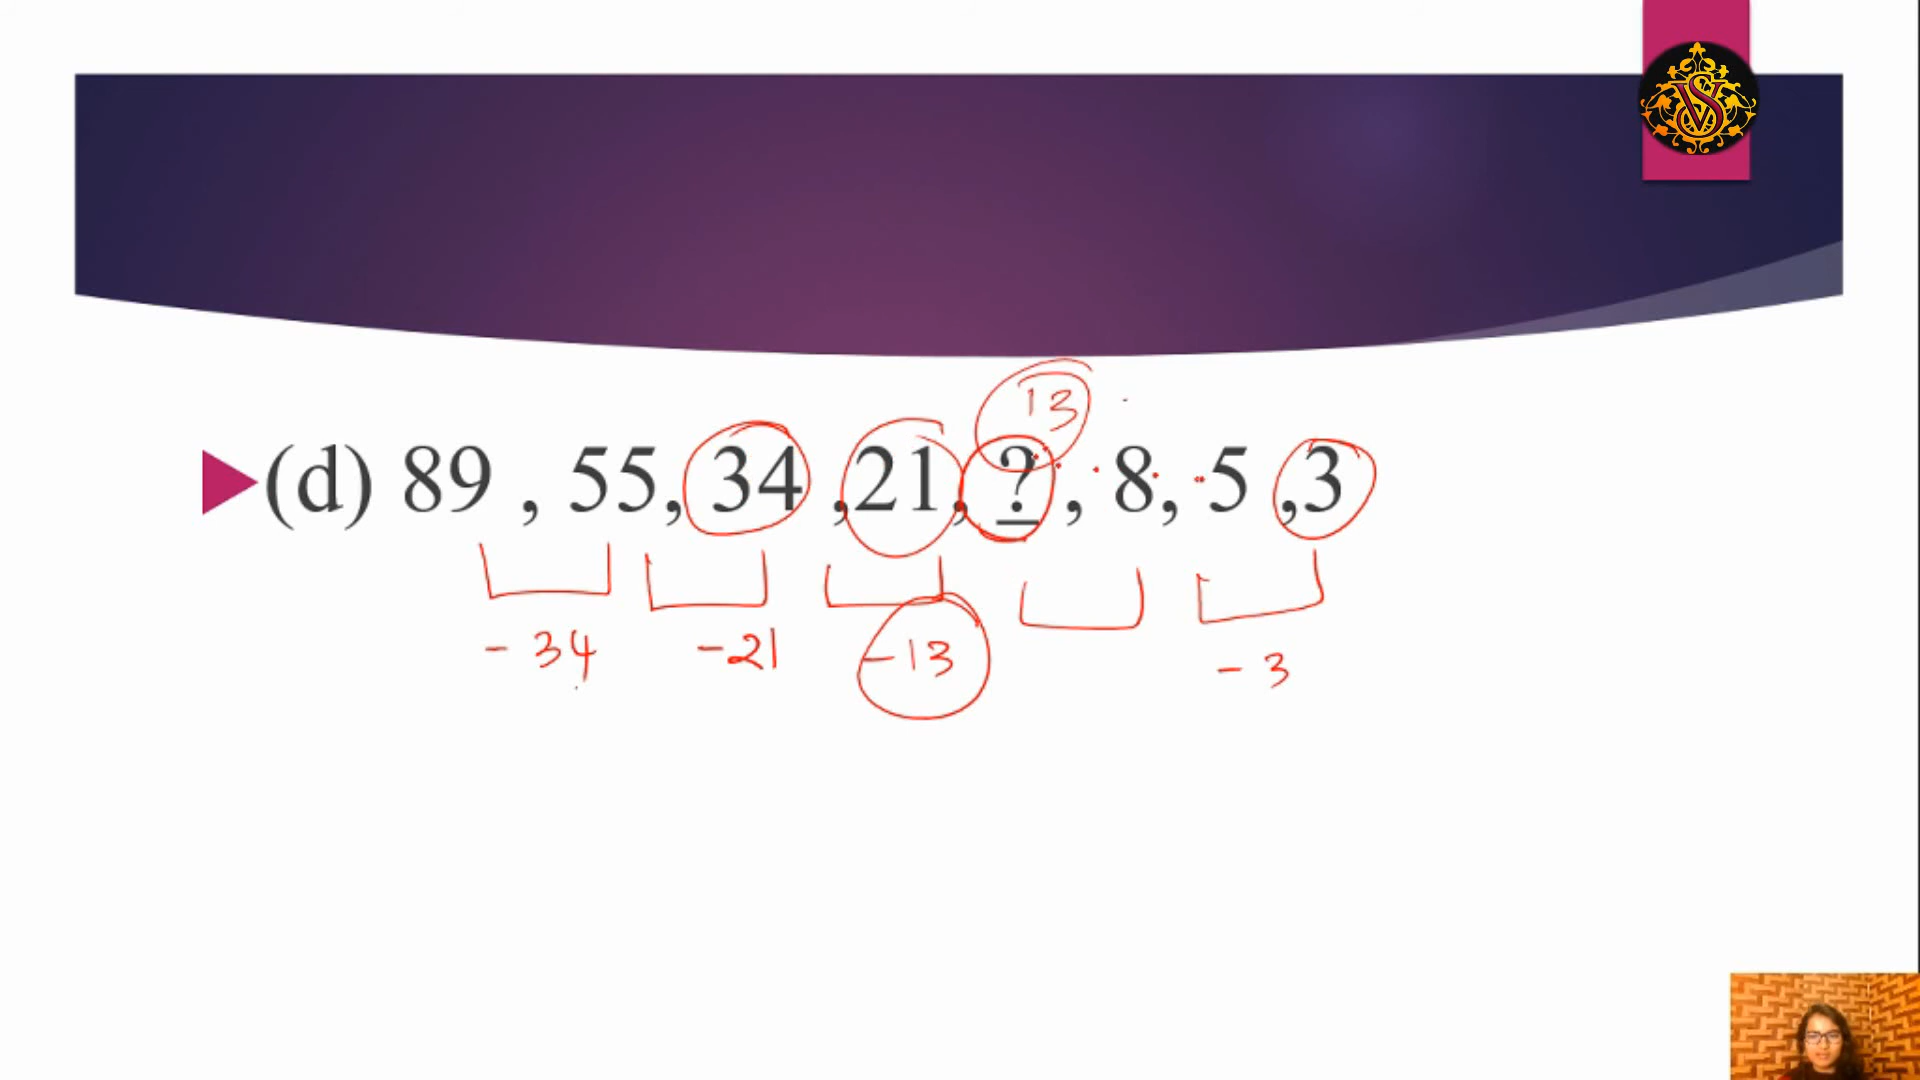 13
(d) 89 , 55, 34 ,21, ? , 8, 5 ,3
-34 -21 -13 -3